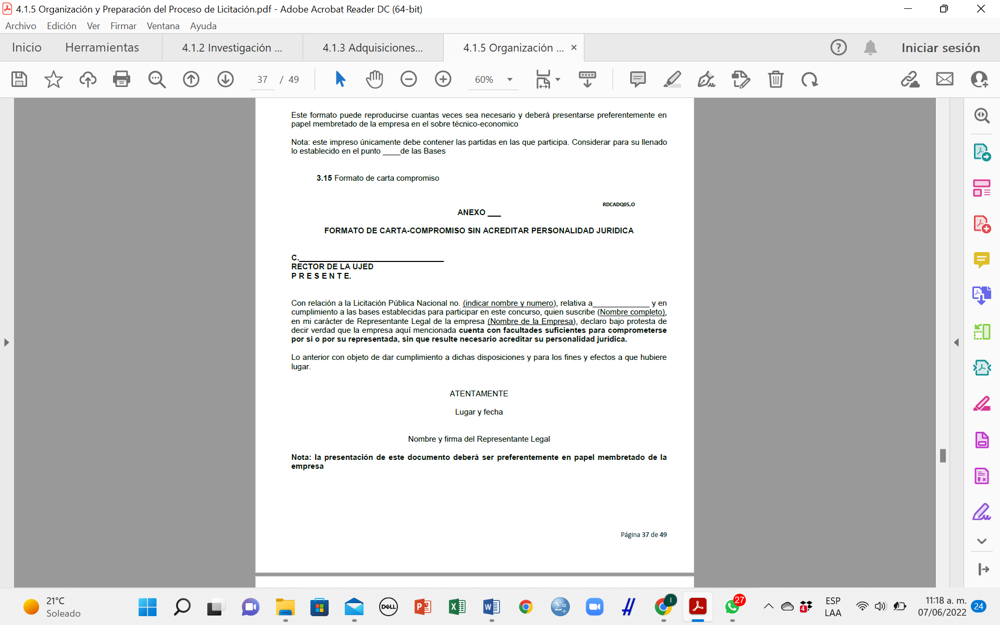 4.1.5 Organización y Preparación del Proceso de Licitación.pdf - Adobe Acrobat Reader DC (64-bit)
Archivo Edición Ver Firmar Ventana Ayuda
Inicio Herramientas 4.1.2 Investigación ... 4.1.3 Adquisiciones... 4.1.5 Organización ... × Iniciar sesión
37 / 49 60%
Este formato puede reproducirse cuantas veces sea necesario y deberá presentarse preferentemente en
papel membretado de la empresa en el sobre técnico-economico
Nota: este impreso únicamente debe contener las partidas en las que participa. Considerar para su llenado
lo establecido en el punto ____de las Bases
3.15 Formato de carta compromiso
RDCADQ05,O
ANEXO ___
FORMATO DE CARTA-COMPROMISO SIN ACREDITAR PERSONALIDAD JURIDICA
C.__________________________________
RECTOR DE LA UJED
P R E S E N T E.
Con relación a la Licitación Pública Nacional no. (indicar nombre y numero), relativa a_____________ y en
cumplimiento a las bases establecidas para participar en este concurso, quien suscribe (Nombre completo),
en mi carácter de Representante Legal de la empresa (Nombre de la Empresa), declaro bajo protesta de
decir verdad que la empresa aquí mencionada cuenta con facultades suficientes para comprometerse
por si o por su representada, sin que resulte necesario acreditar su personalidad jurídica.
Lo anterior con objeto de dar cumplimiento a dichas disposiciones y para los fines y efectos a que hubiere
lugar.
ATENTAMENTE
Lugar y fecha
Nombre y firma del Representante Legal
Nota: la presentación de este documento deberá ser preferentemente en papel membretado de la
empresa
Página 37 de 49
21°C
Soleado
DELL
27
4
ESP
LAA
11:18 a. m.
07/06/2022
24